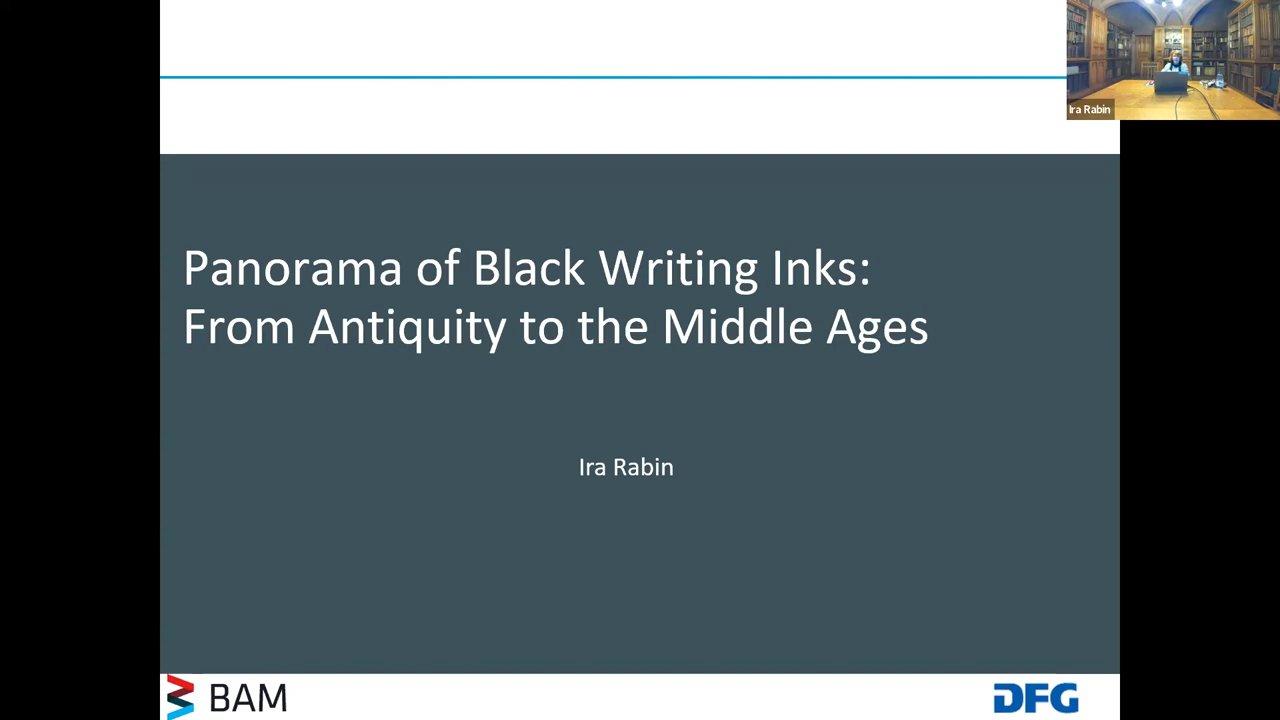 Ira Rabin
Panorama of Black Writing Inks:
From Antiquity to the Middle Ages
Ira Rabin
BAM
DFG